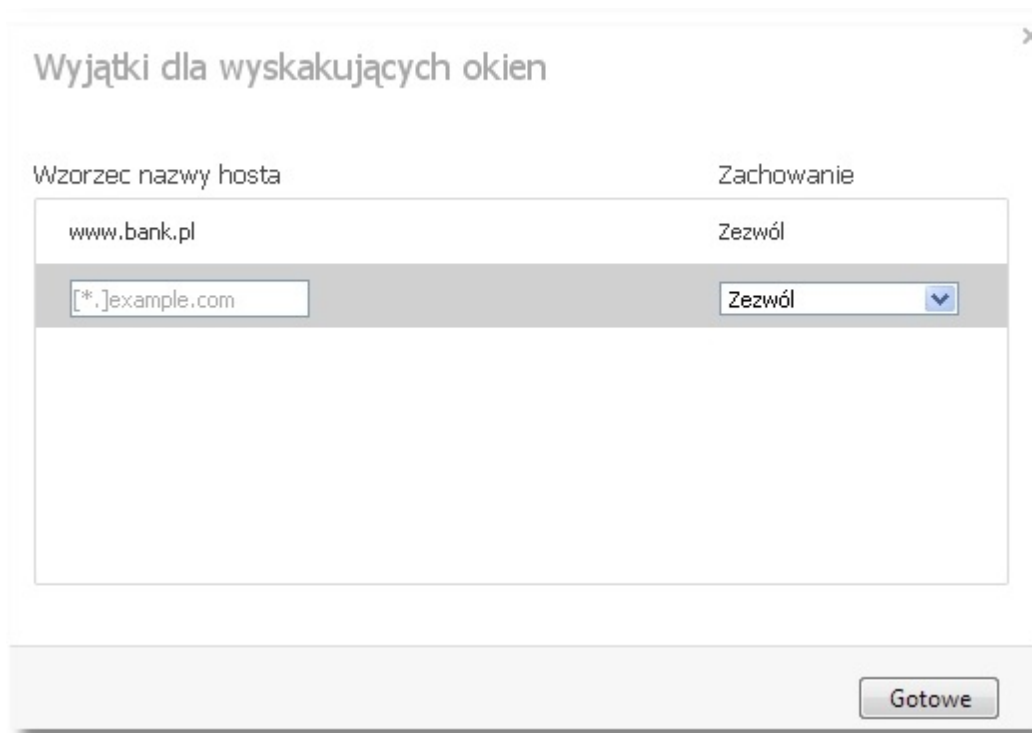 Wyjątki dla wyskakujących okien
Wzorzec nazwy hosta Zachowanie
www.bank.pl Zezwól
[*.]example.com Zezwól
Gotowe